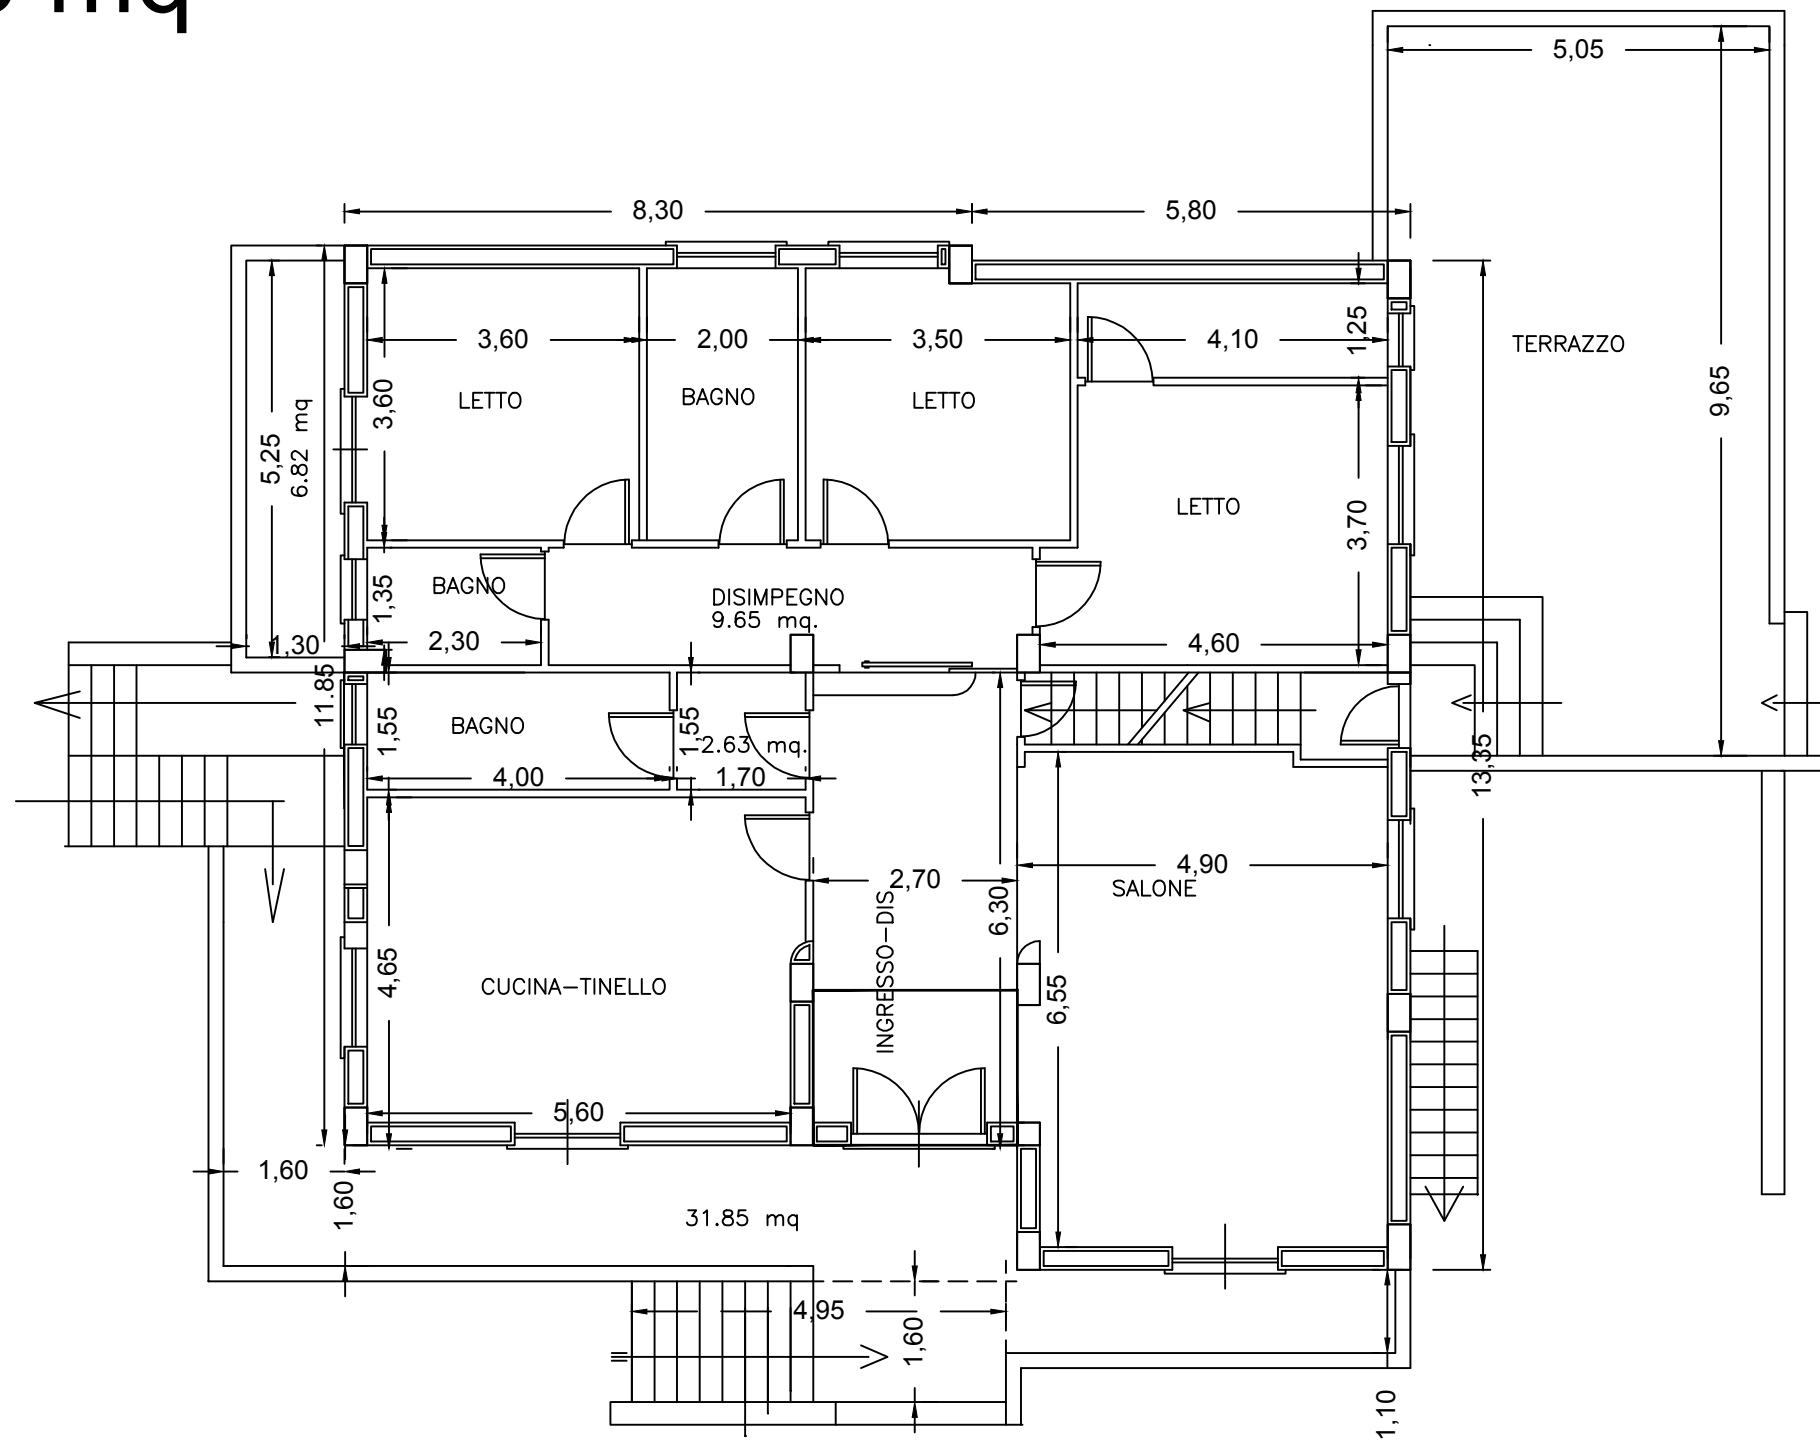 mq
5,05
8,30
5,80
3,60
2,00
3,50
4,10
1,25
TERRAZZO
9,65
LETTO
BAGNO
LETTO
3,60
5,25
6.82 mq
LETTO
3,70
BAGNO
1,35
DISIMPEGNO
9.65 mq.
1,30
2,30
4,60
11.85
BAGNO
1,55
1,55
2.63 mq.
4,00
1,70
13,35
2,70
4,90
SALONE
6,30
INGRESSO-DIS
4,65
CUCINA-TINELLO
6,55
5,60
1,60
1,60
31.85 mq
4,95
1,60
1,10